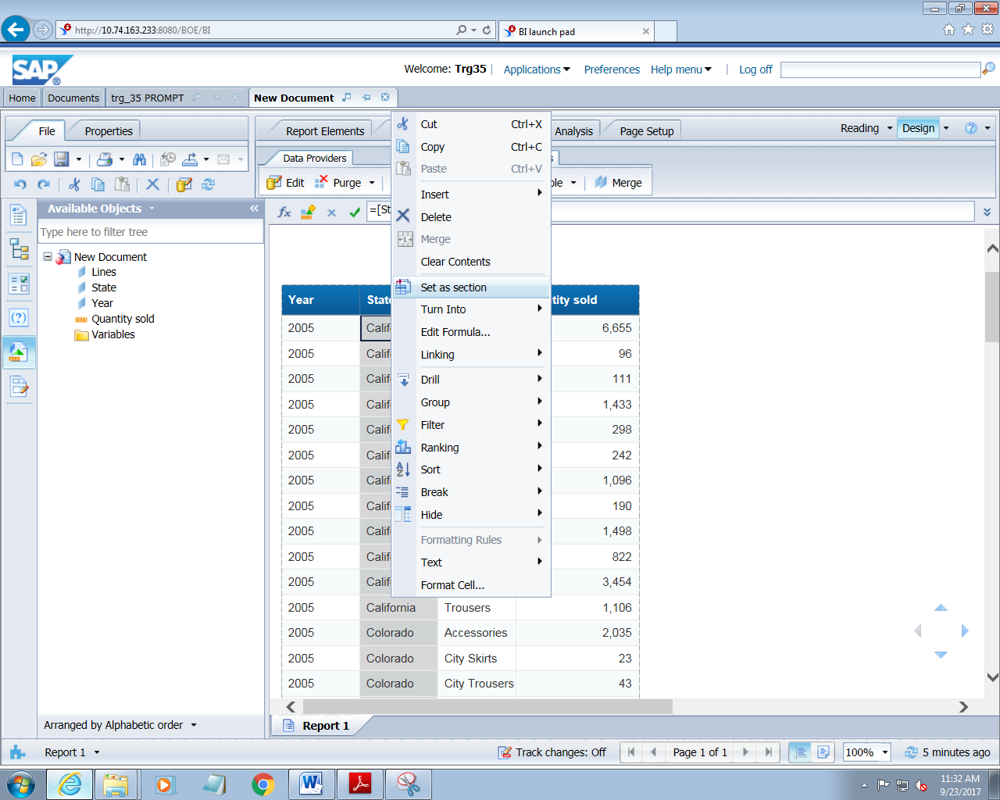 http://10.74.163.233:8080/BOE/BI
BI launch pad
SAP
Welcome: Trg35
Applications
Preferences
Help menu
Log off
Home
Documents
trg_35 PROMPT
New Document
File
Properties
Report Elements
Analysis
Page Setup
Reading
Design
Data Providers
Edit
Purge
Merge
Available Objects
Type here to filter tree
New Document
Lines
State
Year
Quantity sold
Variables
Arranged by Alphabetic order
=[St
Cut Ctrl+X
Copy Ctrl+C
Paste Ctrl+V
Insert
Delete
Merge
Clear Contents
Set as section
Turn Into
Edit Formula...
Linking
Drill
Group
Filter
Ranking
Sort
Break
Hide
Formatting Rules
Text
Format Cell...
Year State tity sold
2005 Calif 6,655
2005 Calif 96
2005 Calif 111
2005 Calif 1,433
2005 Calif 298
2005 Calif 242
2005 Calif 1,096
2005 Calif 190
2005 Calif 1,498
2005 Calif 822
2005 Calif 3,454
2005 California Trousers 1,106
2005 Colorado Accessories 2,035
2005 Colorado City Skirts 23
2005 Colorado City Trousers 43
Report 1
Report 1
Track changes: Off
Page 1 of 1
100%
5 minutes ago
11:32 AM
9/23/2017